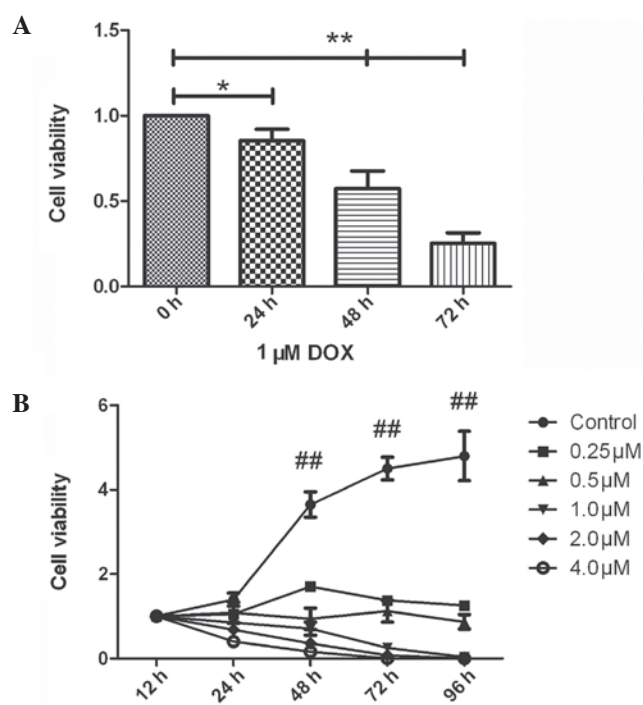 A
1.5
**
*
1.0
Cell viability
0.5
0.0
0 h
24 h
48 h
72 h
1 µM DOX
B
6
##
##
##
4
Cell viability
2
0
12 h
24 h
48 h
72 h
96 h
Control
0.25µM
0.5µM
1.0µM
2.0µM
4.0µM